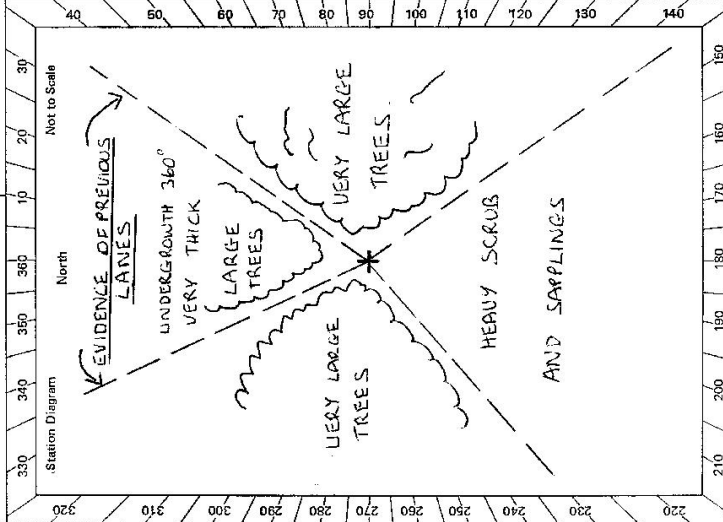 330 340 350 360 10 20 30
Station Diagram North Not to Scale
EVIDENCE OF PREVIOUS
LANES
UNDERGROWTH 360°
VERY THICK
LARGE
TREES
VERY LARGE
TREES
VERY LARGE
TREES.
HEAVY SCRUB
AND SAPPLINGS
320
310
300
290
280
270
260
250
240
230
220
40
50
60
70
80
90
100
110
120
130
140
210 200 190 180 170 160 150